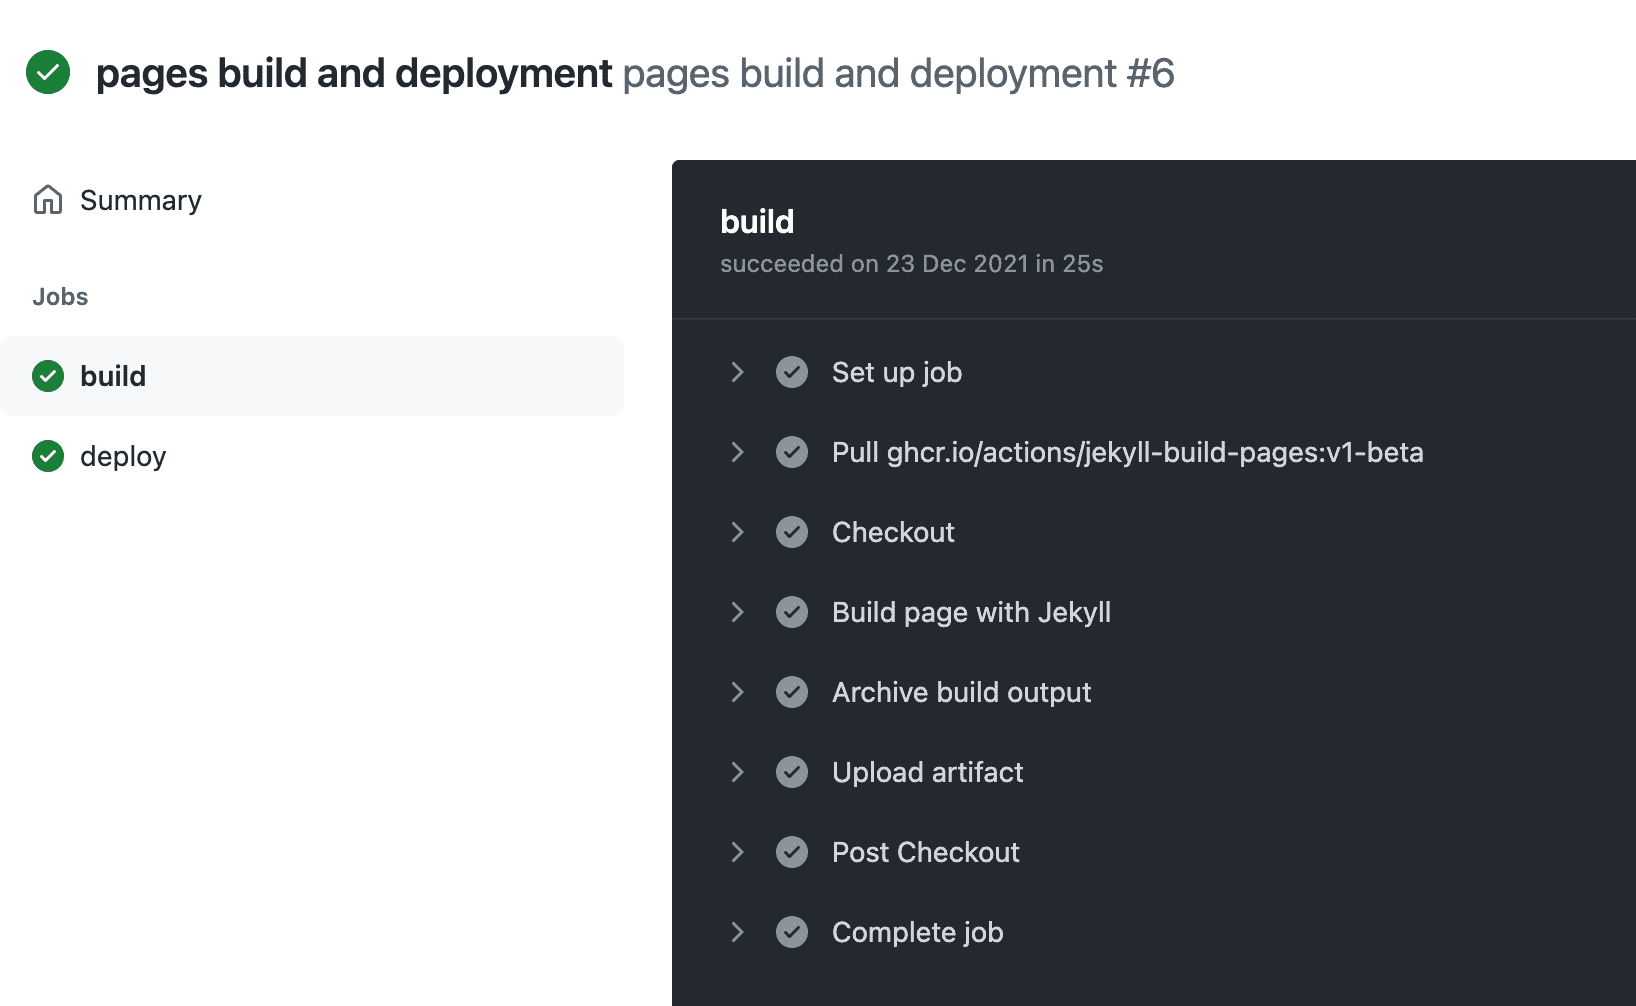 pages build and deployment pages build and deployment #6
Summary
Jobs
build
deploy
build
succeeded on 23 Dec 2021 in 25s
Set up job
Pull ghcr.io/actions/jekyll-build-pages:v1-beta
Checkout
Build page with Jekyll
Archive build output
Upload artifact
Post Checkout
Complete job